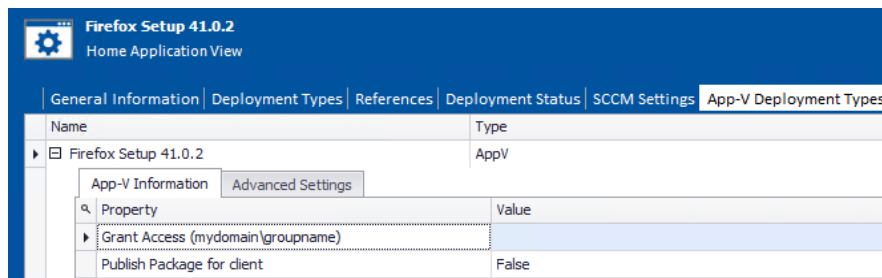 Firefox Setup 41.0.2
Home Application View
General Information Deployment Types References Deployment Status SCCM Settings App-V Deployment Types
Name Type
Firefox Setup 41.0.2 AppV
App-V Information Advanced Settings
Property Value
Grant Access (mydomain\groupname)
Publish Package for client False